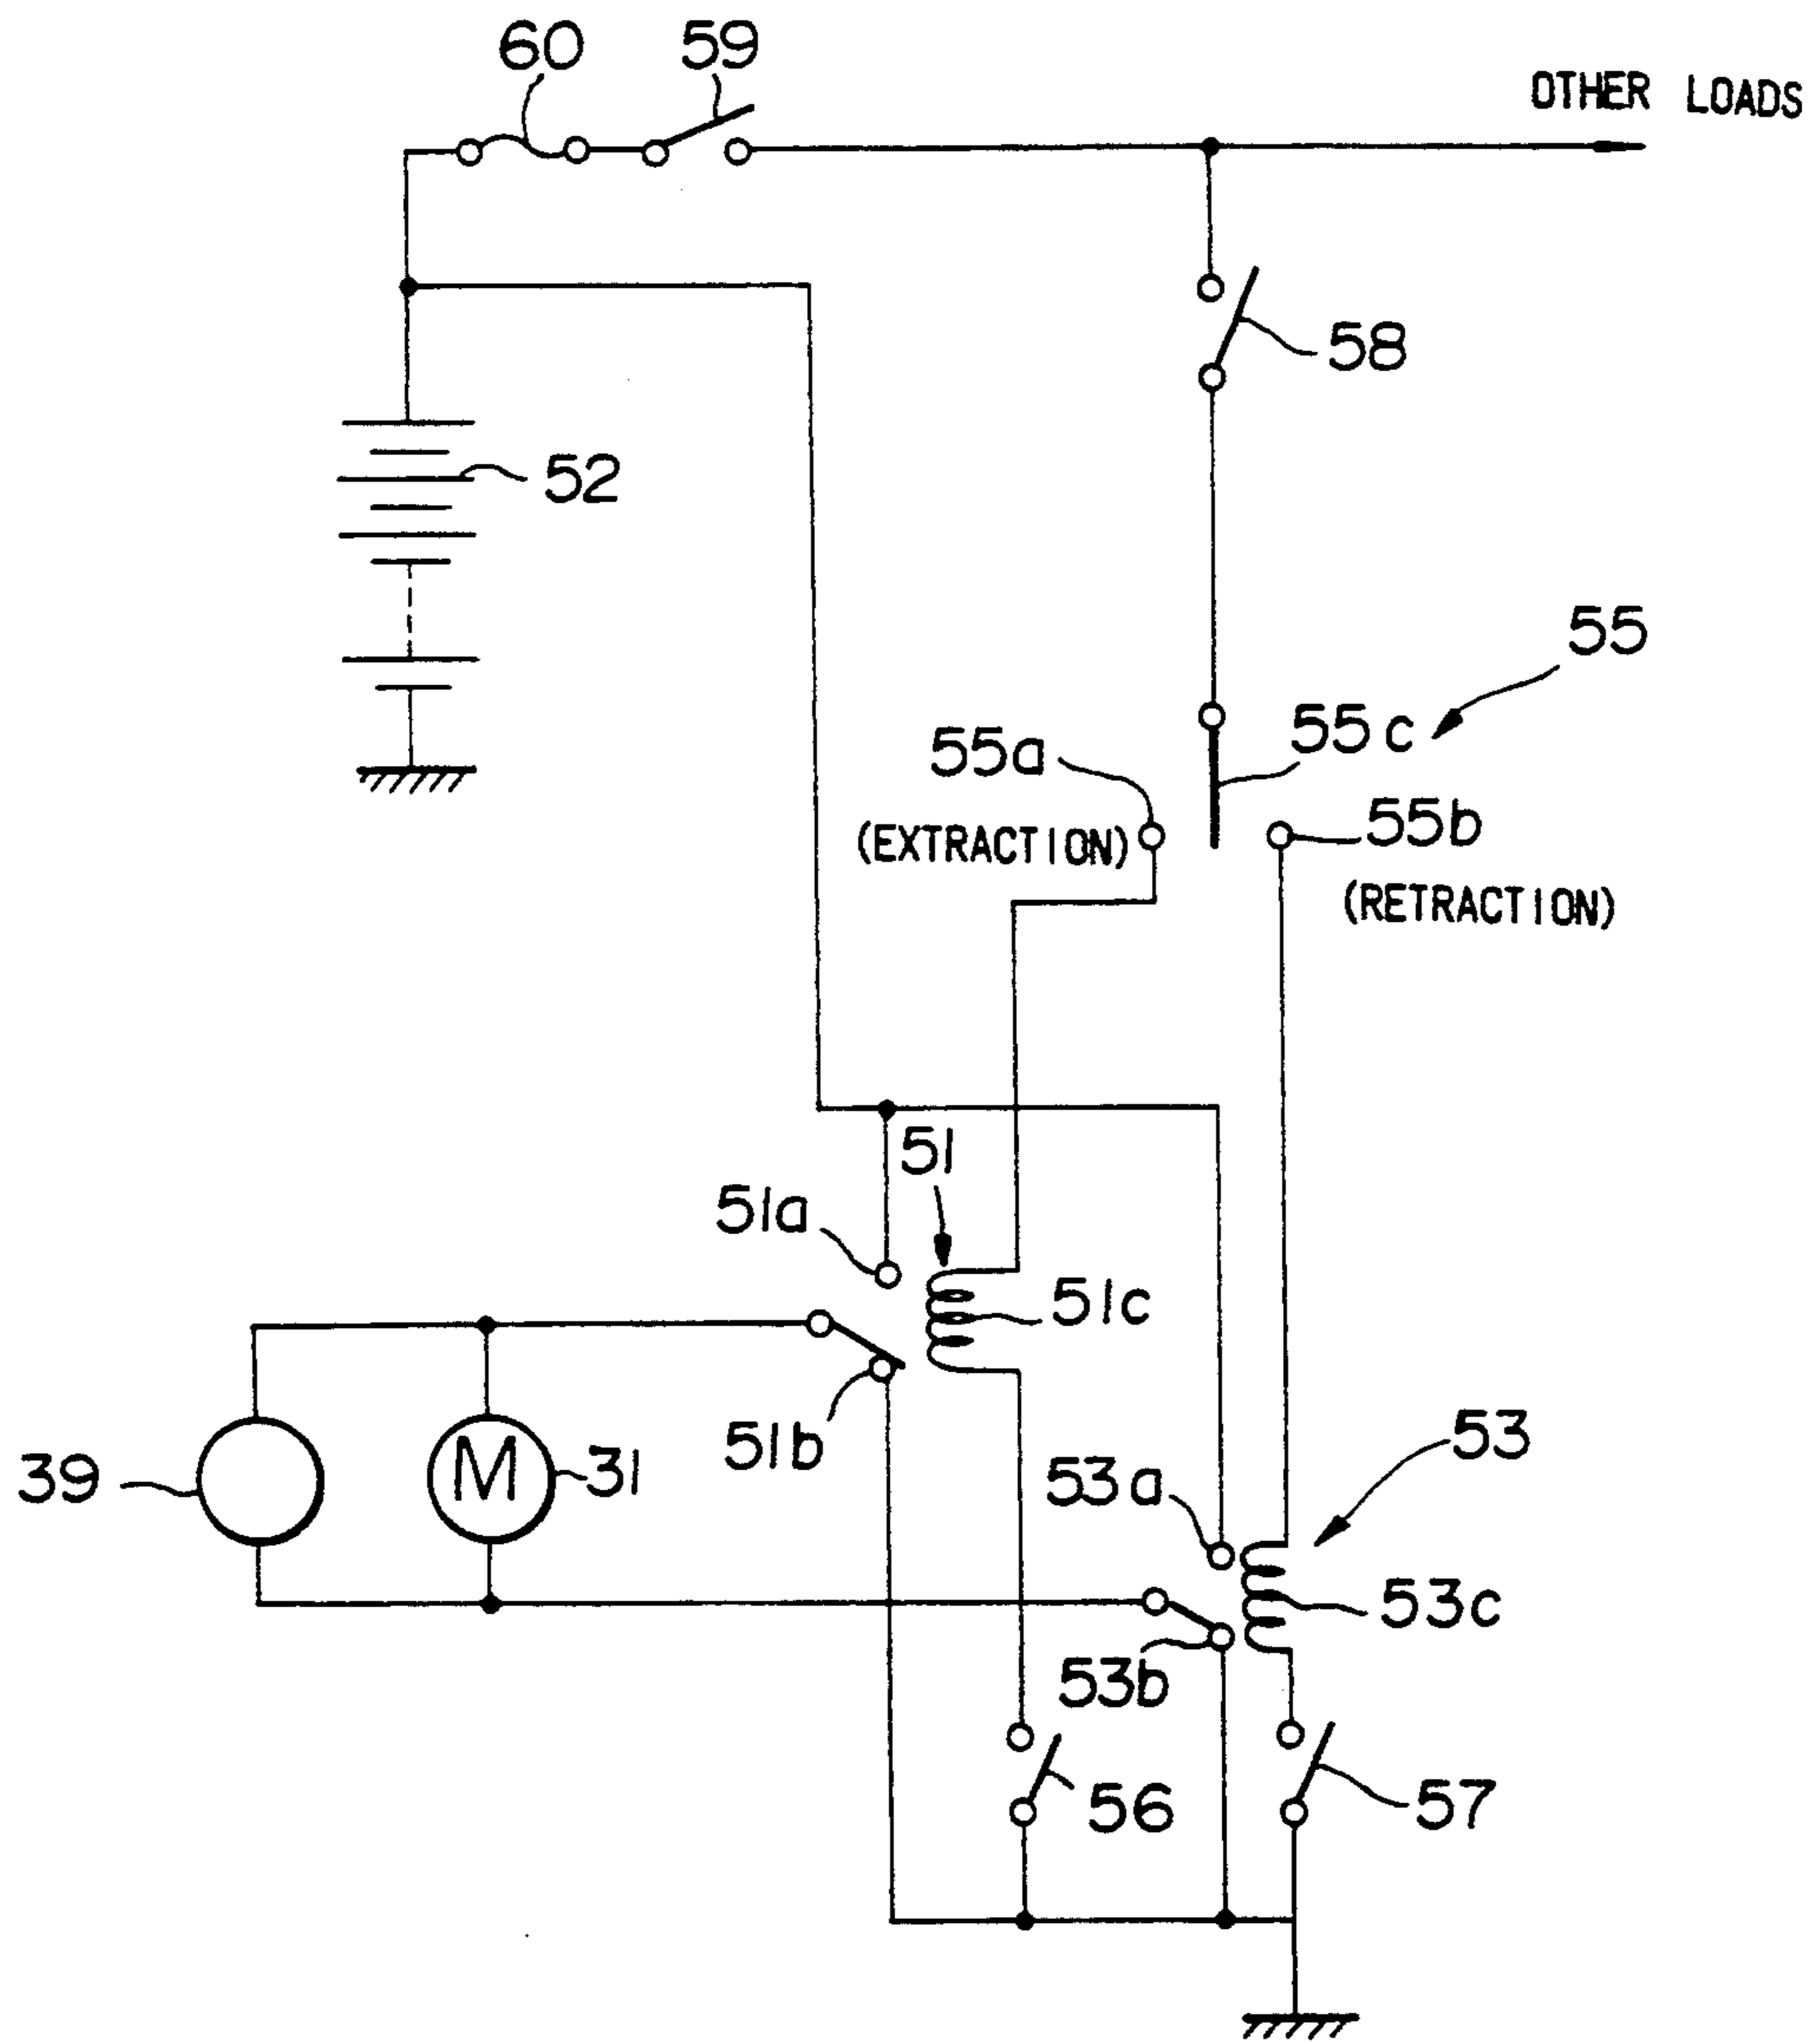 60
59
OTHER LOADS
58
52
55
55c
55a
55b
(EXTRACTION)
(RETRACTION)
51
51a
51c
51b
53
39
M
31
53a
53c
53b
56
57